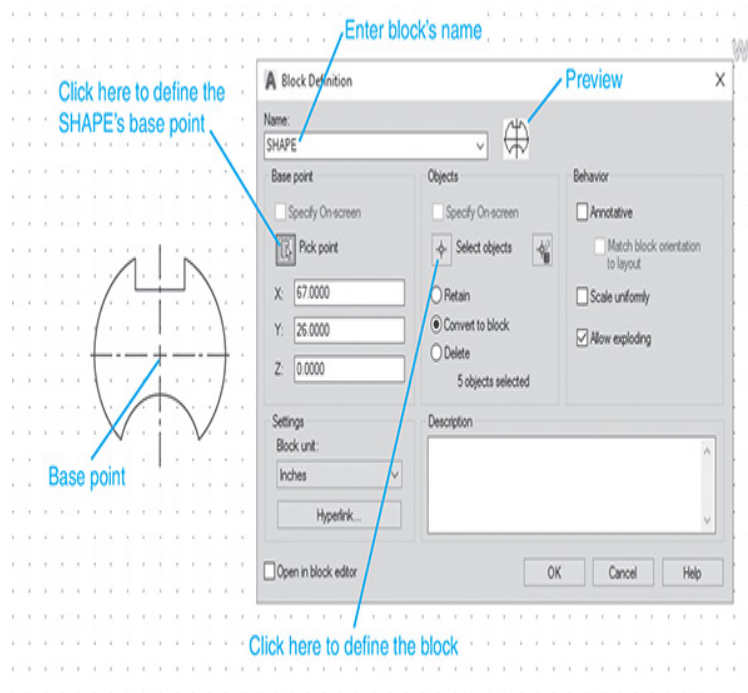 Enter block's name
Click here to define the
SHAPE's base point
Block Definition
Preview
Name:
SHAPE
Base point
Specify On-screen
Pick point
X: 67.0000
Y: 26.0000
Z: 0.0000
Objects
Specify On-screen
Select objects
Retain
Convert to block
Delete
5 objects selected
Behavior
Annotative
Match block orientation
to layout
Scale uniformly
Allow exploding
Base point
Settings
Block unit:
Inches
Hyperlink...
Description
Open in block editor
OK
Cancel
Help
Click here to define the block